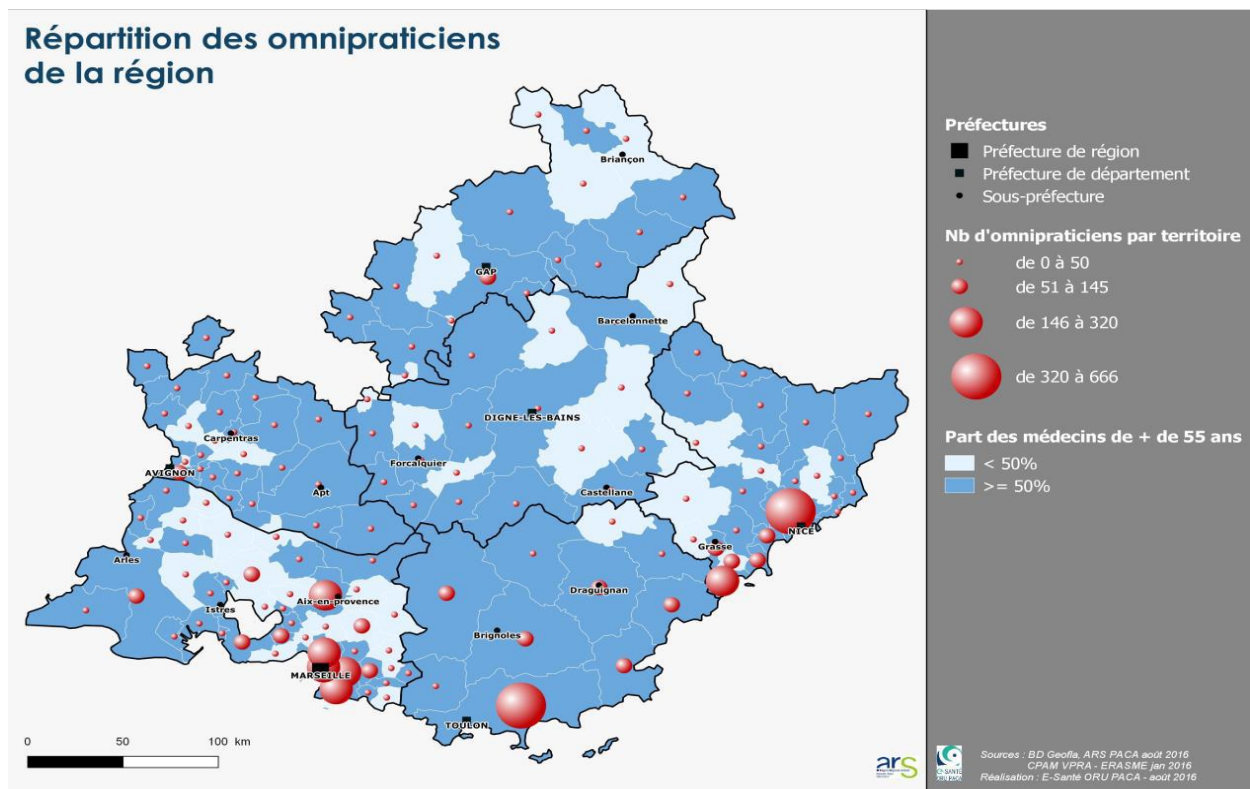 Répartition des omnipraticiens
de la région
Briançon
GAP
Barcelonnette
DIGNE-LES-BAINS
Carpentras
Forcalquier
AVIGNON
Apt
Castellane
NICE
Grasse
Arles
Draguignan
Istres
Aix-en-provence
Brignoles
MARSEILLE
TOULON
0 50 100 km
ars
Préfectures
Préfecture de région
Préfecture de département
Sous-préfecture
Nb d'omnipraticiens par territoire
de 0 à 50
de 51 à 145
de 146 à 320
de 320 à 666
Part des médecins de + de 55 ans
< 50%
>= 50%
E-SANTÉ
ORU PACA
Sources : BD Geofla, ARS PACA août 2016
CPAM VPRA - ERASME jan 2016
Réalisation : E-Santé ORU PACA - août 2016